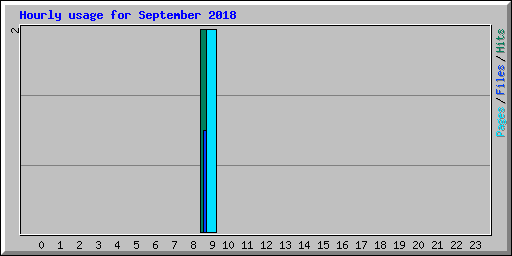 Hourly usage for September 2018
2
Pages/Files/Hits
0 1 2 3 4 5 6 7 8 9 10 11 12 13 14 15 16 17 18 19 20 21 22 23